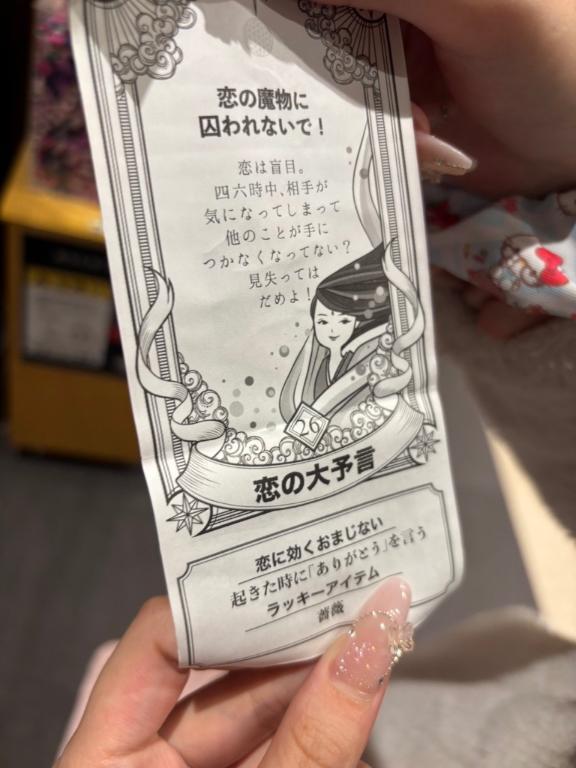 恋の魔物に
囚われないで！
恋は盲目。
四六時中、相手が
気になってしまって
他のことが手に
つかなくなってない？
見失っては
だめよ！
26
恋の大予言
恋に効くおまじない
起きた時に「ありがとう」を言う
ラッキーアイテム
薔薇